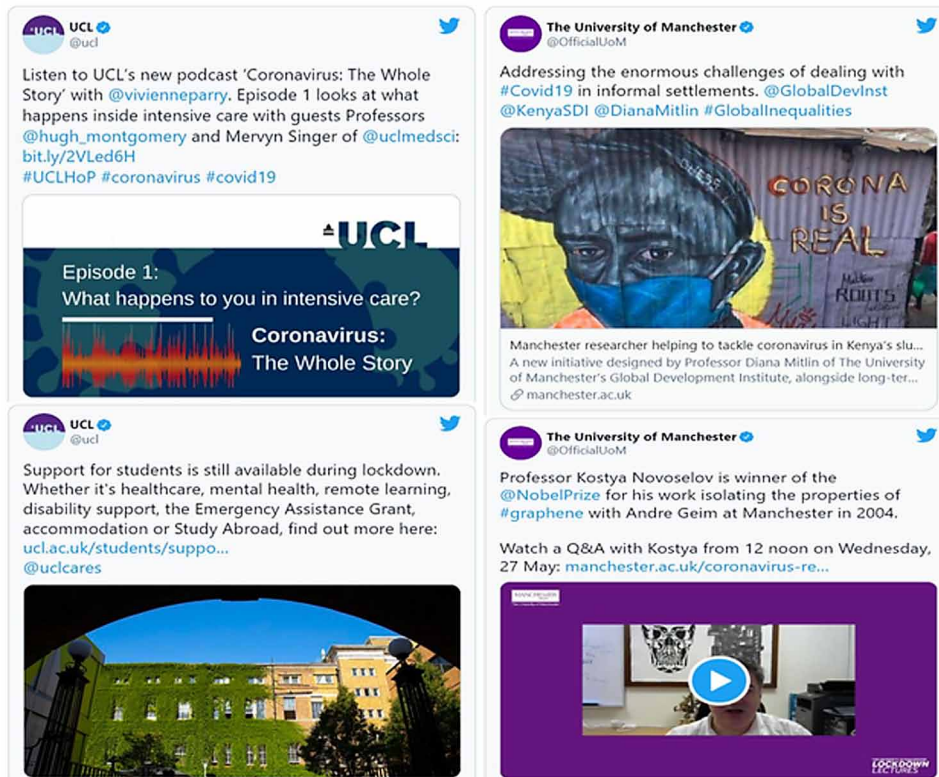 UCL
@ucl
Listen to UCL's new podcast 'Coronavirus: The Whole
Story' with @vivienneparry. Episode 1 looks at what
happens inside intensive care with guests Professors
@hugh_montgomery and Mervyn Singer of @uclmedsci:
bit.ly/2VLed6H
#UCLHoP #coronavirus #covid19
UCL
Episode 1:
What happens to you in intensive care?
Coronavirus:
The Whole Story
The University of Manchester
@OfficialUoM
Addressing the enormous challenges of dealing with
#Covid19 in informal settlements. @GlobalDevInst
@KenyaSDI @DianaMitlin #GlobalInequalities
CORONA
IS
REAL
ROOTS
Manchester researcher helping to tackle coronavirus in Kenya's slu...
A new initiative designed by Professor Diana Mitlin of The University
of Manchester's Global Development Institute, alongside long-ter...
manchester.ac.uk
UCL
@ucl
Support for students is still available during lockdown.
Whether it's healthcare, mental health, remote learning,
disability support, the Emergency Assistance Grant,
accommodation or Study Abroad, find out more here:
ucl.ac.uk/students/suppo...
@uclcares
The University of Manchester
@OfficialUoM
Professor Kostya Novoselov is winner of the
@NobelPrize for his work isolating the properties of
#graphene with Andre Geim at Manchester in 2004.
Watch a Q&A with Kostya from 12 noon on Wednesday,
27 May: manchester.ac.uk/coronavirus-re...
MANCHESTER
LOCKDOWN
LECTURES